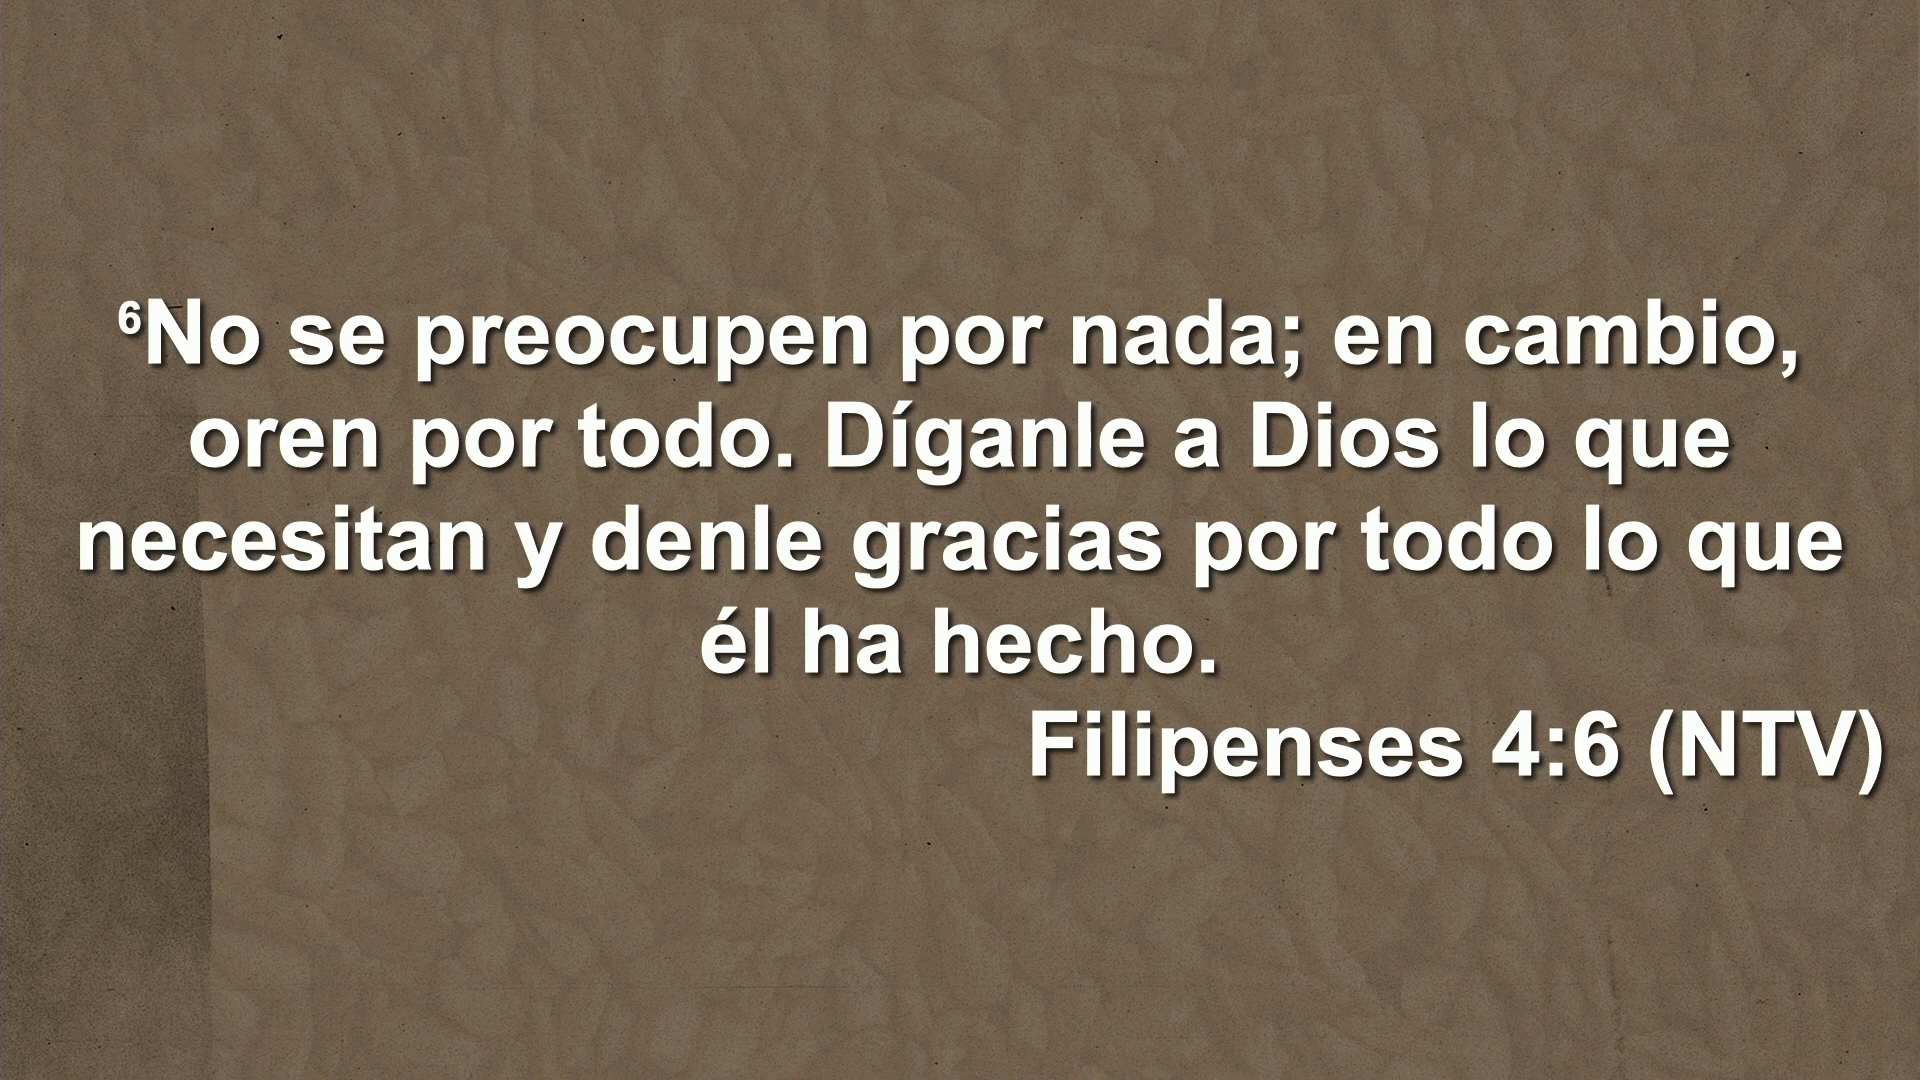 ⁶No se preocupen por nada; en cambio,
oren por todo. Díganle a Dios lo que
necesitan y denle gracias por todo lo que
él ha hecho.
Filipenses 4:6 (NTV)